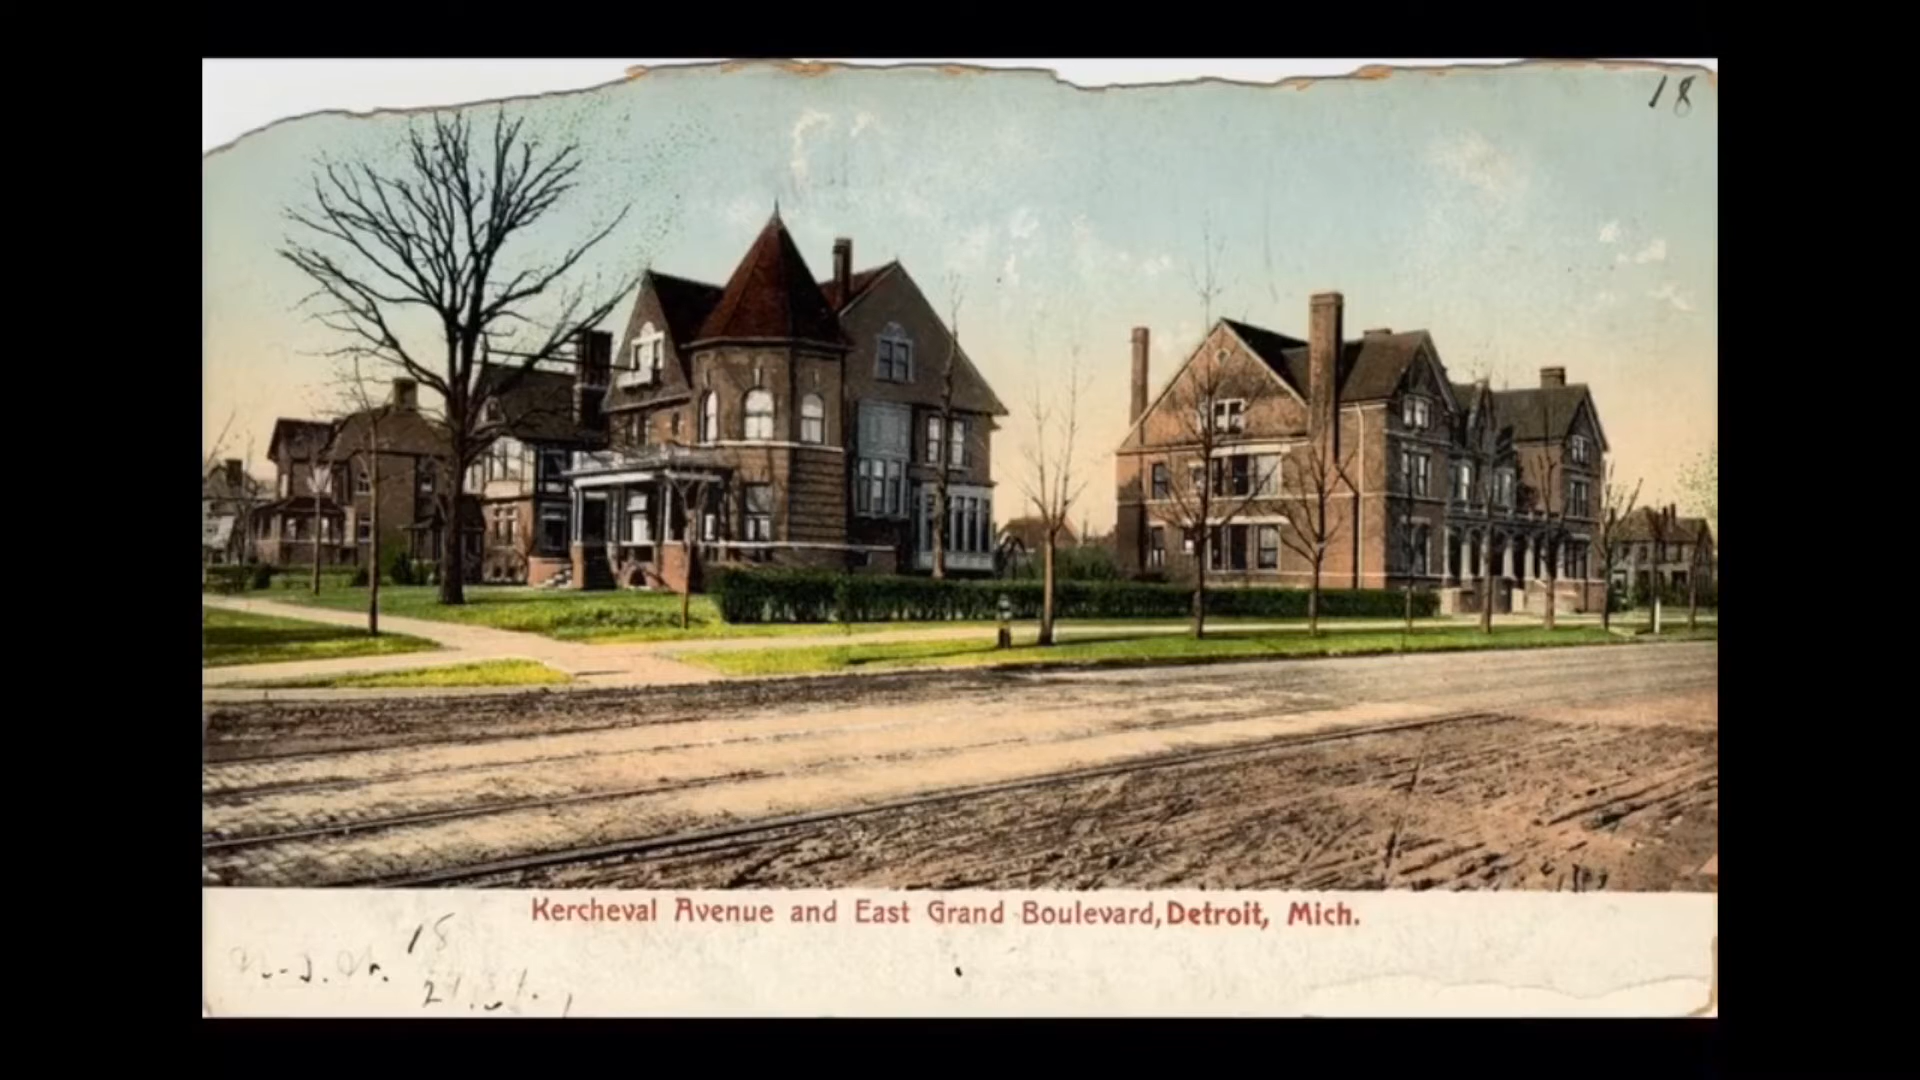 18
Kercheval Avenue and East Grand Boulevard, Detroit, Mich.
18